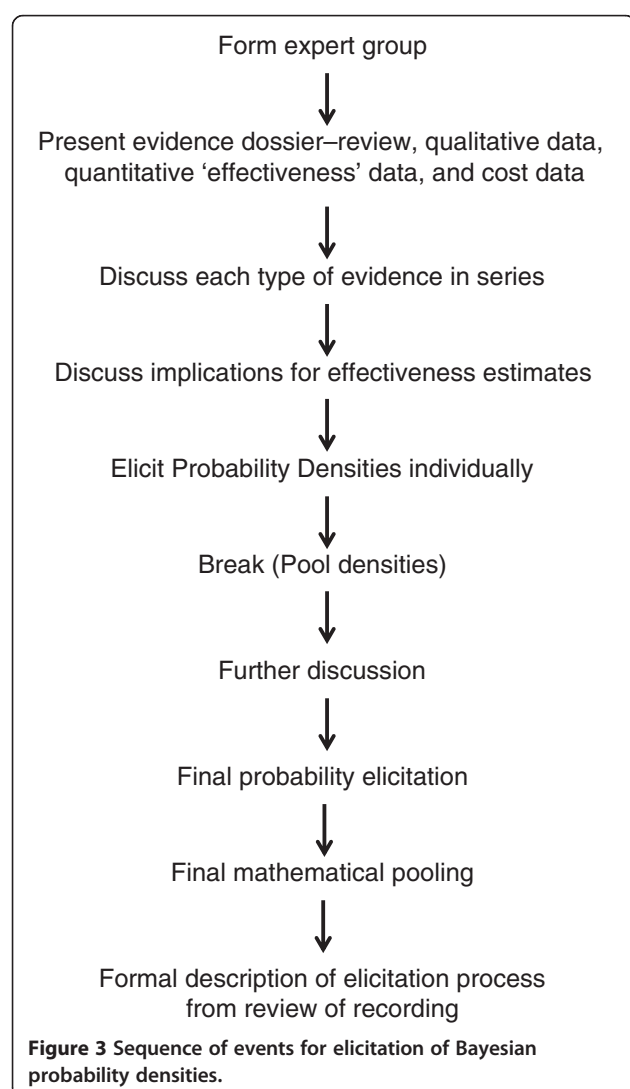 Form expert group
Present evidence dossier–review, qualitative data,
quantitative ‘effectiveness’ data, and cost data
Discuss each type of evidence in series
Discuss implications for effectiveness estimates
Elicit Probability Densities individually
Break (Pool densities)
Further discussion
Final probability elicitation
Final mathematical pooling
Formal description of elicitation process
from review of recording
Figure 3 Sequence of events for elicitation of Bayesian
probability densities.